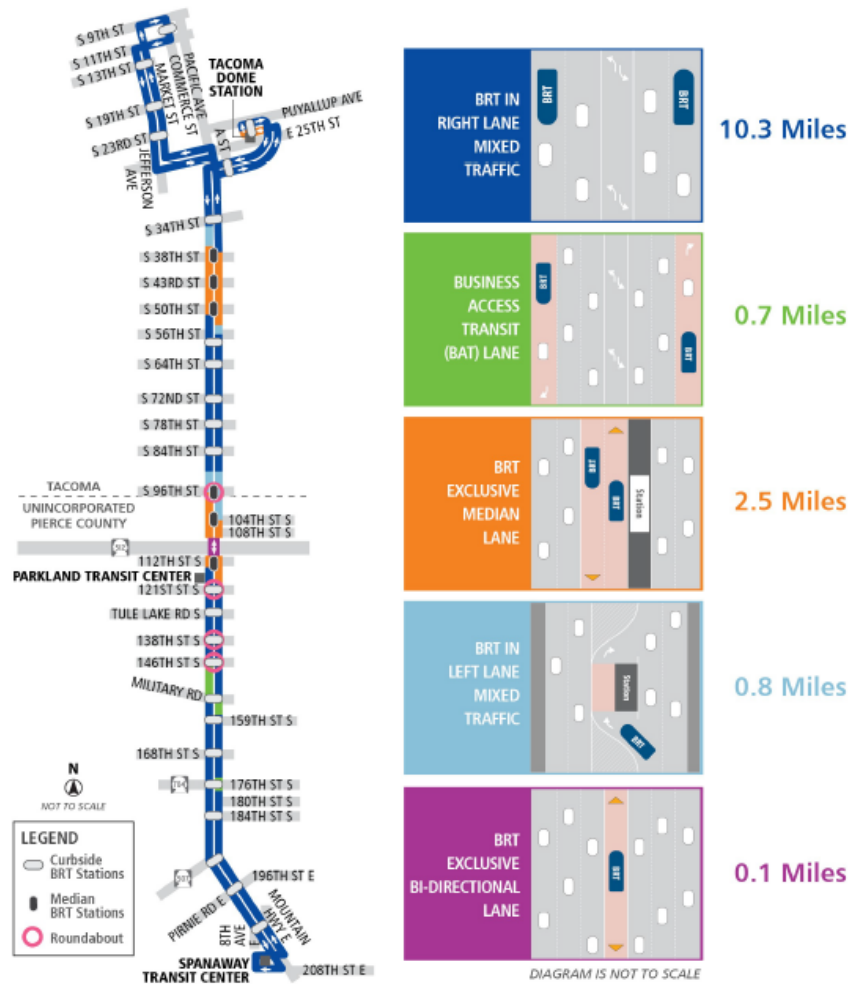 S 9TH ST
S 11TH ST
S 13TH ST
PACIFIC AVE
COMMERCE ST
MARKET ST
S 19TH ST
S 23RD ST
JEFFERSON
AVE
TACOMA
DOME
STATION
PUYALLUP AVE
E 25TH ST
A ST
S 34TH ST
S 38TH ST
S 43RD ST
S 50TH ST
S 56TH ST
S 64TH ST
S 72ND ST
S 78TH ST
S 84TH ST
S 96TH ST
TACOMA
UNINCORPORATED
PIERCE COUNTY
104TH ST S
108TH ST S
512
112TH ST S
PARKLAND TRANSIT CENTER
121ST ST S
TULE LAKE RD S
138TH ST S
146TH ST S
MILITARY RD
159TH ST S
168TH ST S
704
176TH ST S
180TH ST S
184TH ST S
507
196TH ST E
PIRNIE RD E
MOUNTAIN
HWY E
8TH
AVE
E
SPANAWAY
TRANSIT CENTER
208TH ST E
N
NOT TO SCALE
LEGEND
Curbside
BRT Stations
Median
BRT Stations
Roundabout
BRT IN
RIGHT LANE
MIXED
TRAFFIC
BRT
BRT
10.3 Miles
BUSINESS
ACCESS
TRANSIT
(BAT) LANE
BRT
BRT
0.7 Miles
BRT
EXCLUSIVE
MEDIAN
LANE
BRT
BRT
Station
2.5 Miles
BRT IN
LEFT LANE
MIXED
TRAFFIC
Station
BRT
0.8 Miles
BRT
EXCLUSIVE
BI-DIRECTIONAL
LANE
BRT
0.1 Miles
DIAGRAM IS NOT TO SCALE